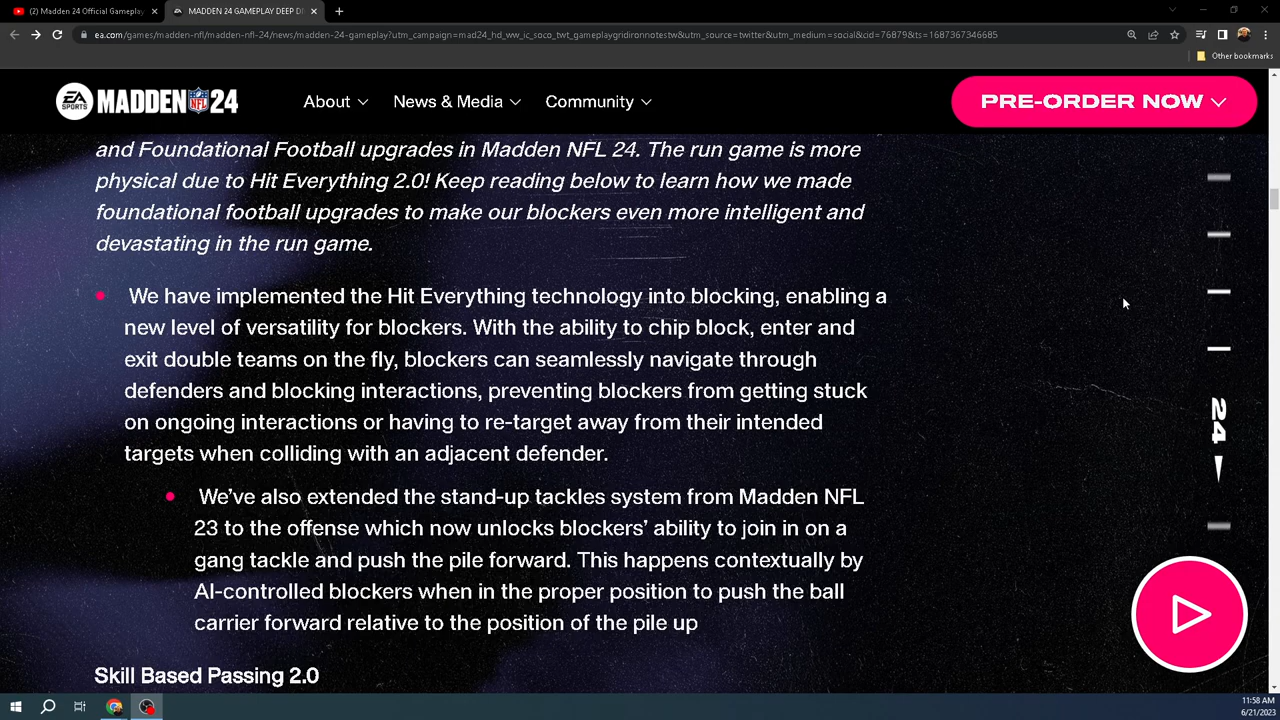 (2) Madden 24 Official Gameplay
MADDEN 24 GAMEPLAY DEEP DI
ea.com/games/madden-nfl/madden-nfl-24/news/madden-24-gameplay?utm_campaign=mad24_hd_ww_ic_soco_twt_gameplaygridironnotestw&utm_source=twitter&utm_medium=social&cid=76879&ts=1687367346685
Other bookmarks
EA SPORTS MADDEN NFL 24
About
News & Media
Community
PRE-ORDER NOW
and Foundational Football upgrades in Madden NFL 24. The run game is more
physical due to Hit Everything 2.0! Keep reading below to learn how we made
foundational football upgrades to make our blockers even more intelligent and
devastating in the run game.
We have implemented the Hit Everything technology into blocking, enabling a
new level of versatility for blockers. With the ability to chip block, enter and
exit double teams on the fly, blockers can seamlessly navigate through
defenders and blocking interactions, preventing blockers from getting stuck
on ongoing interactions or having to re-target away from their intended
targets when colliding with an adjacent defender.
We've also extended the stand-up tackles system from Madden NFL
23 to the offense which now unlocks blockers' ability to join in on a
gang tackle and push the pile forward. This happens contextually by
AI-controlled blockers when in the proper position to push the ball
carrier forward relative to the position of the pile up
Skill Based Passing 2.0
24
11:58 AM
6/21/2023